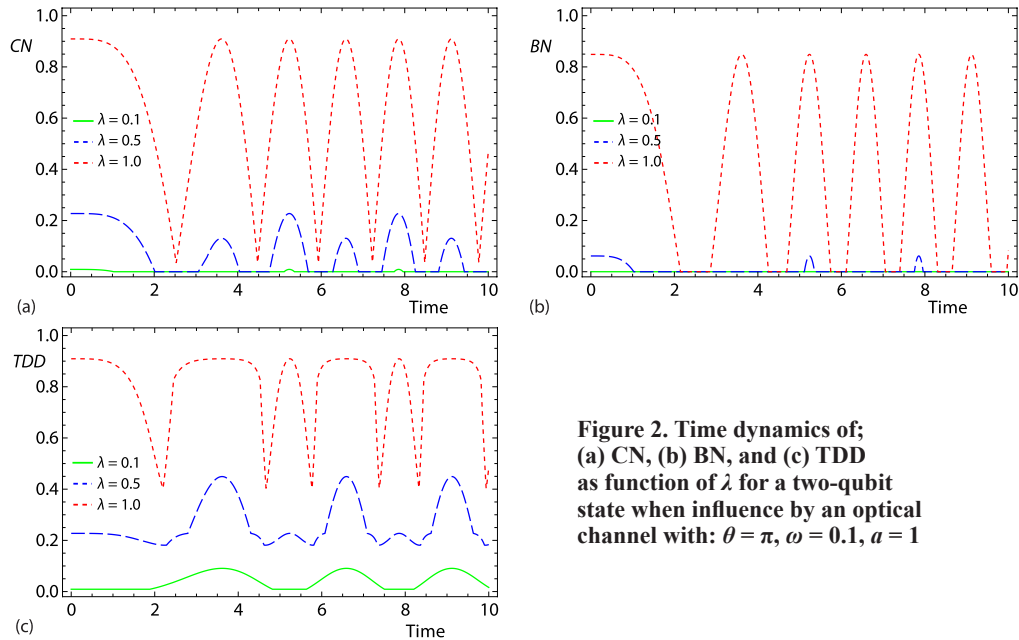 1.0
CN
0.8
0.6
λ = 0.1
λ = 0.5
0.4
λ = 1.0
0.2
0.0
0 2 4 6 8 10
(a)
Time
1.0
BN
0.8
0.6
λ = 0.1
λ = 0.5
0.4
λ = 1.0
0.2
0.0
0 2 4 6 8 10
(b)
Time
1.0
TDD
0.8
0.6
λ = 0.1
0.4
λ = 0.5
λ = 1.0
0.2
0.0
0 2 4 6 8 10
(c)
Time
Figure 2. Time dynamics of;
(a) CN, (b) BN, and (c) TDD
as function of λ for a two-qubit
state when influence by an optical
channel with: θ = π, ω = 0.1, a = 1